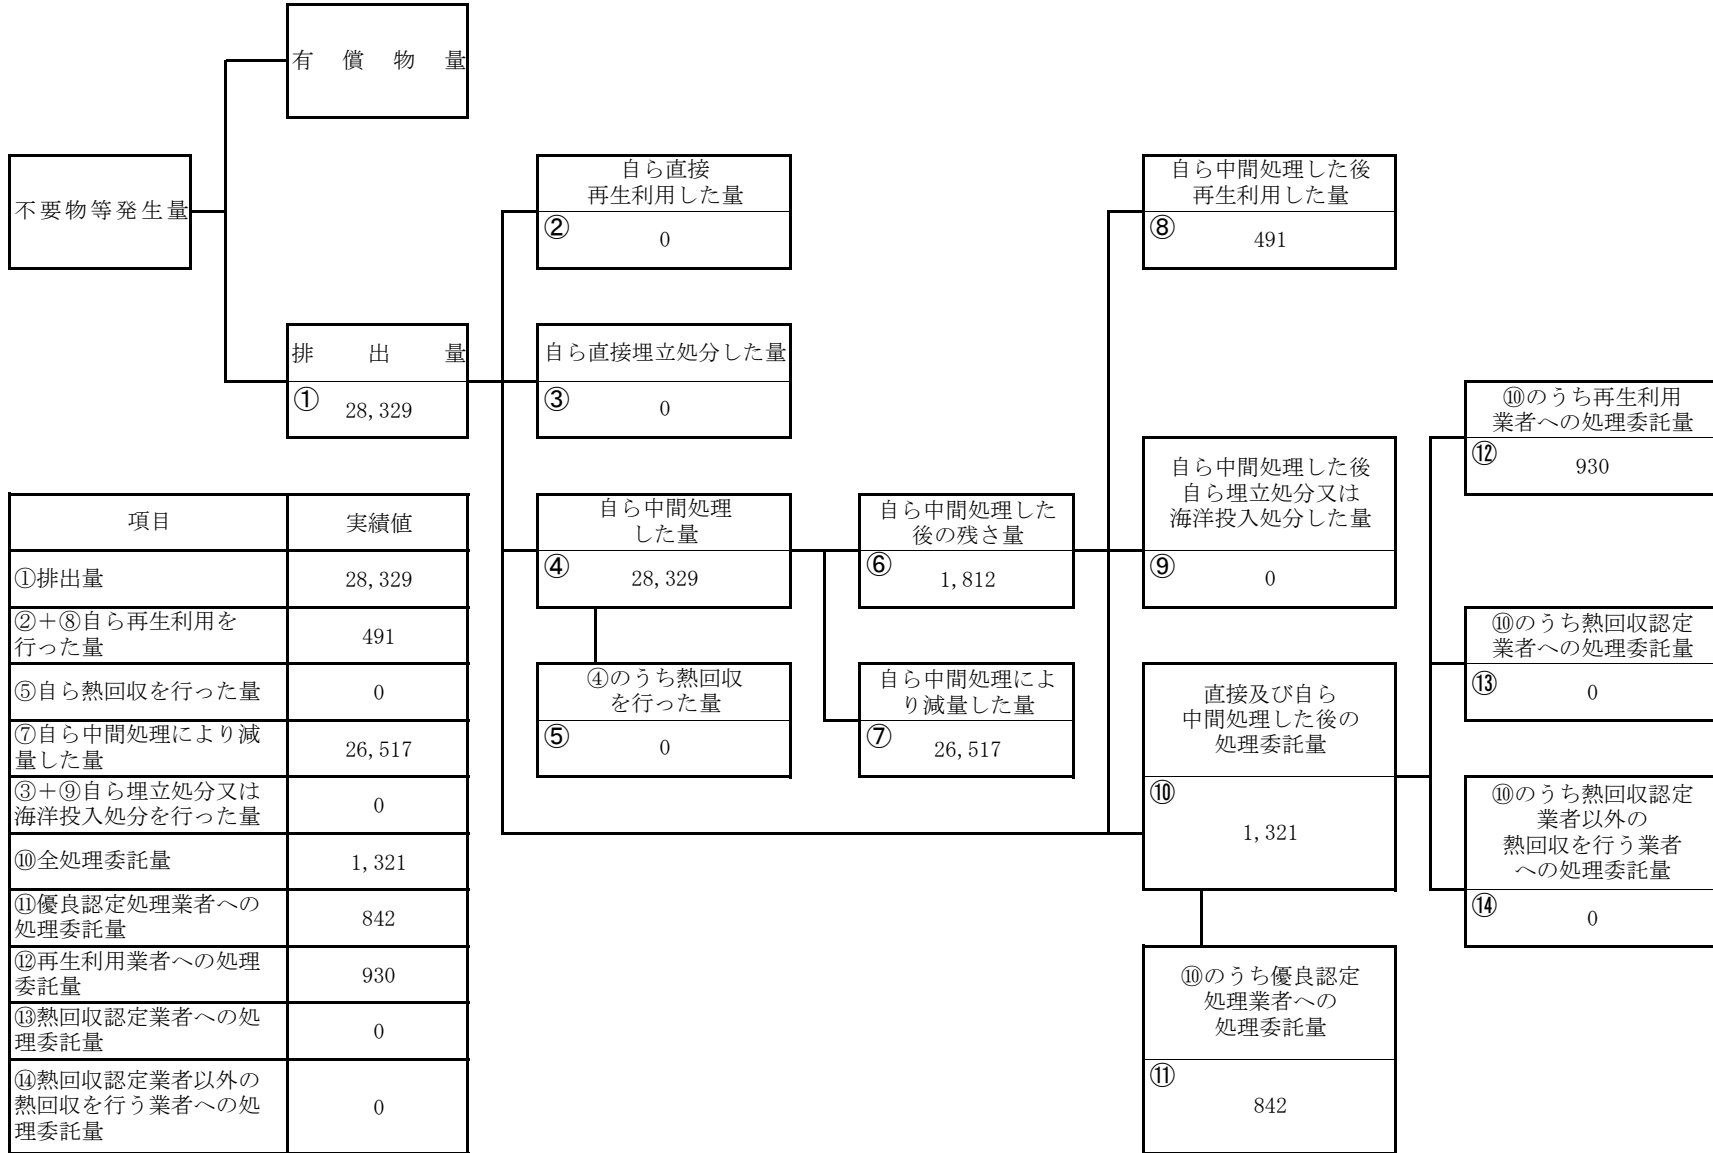 有償物量
不要物等発生量
自ら直接
再生利用した量
②
0
自ら中間処理した後
再生利用した量
⑧
491
排出量
①
28,329
自ら直接埋立処分した量
③
0
自ら中間処理
した量
④
28,329
自ら中間処理した
後の残さ量
⑥
1,812
自ら中間処理した後
自ら埋立処分又は
海洋投入処分した量
⑨
0
⑩のうち再生利用
業者への処理委託量
⑫
930
④のうち熱回収
を行った量
⑤
0
自ら中間処理によ
り減量した量
⑦
26,517
直接及び自ら
中間処理した後の
処理委託量
⑩
1,321
⑩のうち熱回収認定
業者への処理委託量
⑬
0
⑩のうち熱回収認定
業者以外の
熱回収を行う業者
への処理委託量
⑭
0
⑩のうち優良認定
処理業者への
処理委託量
⑪
842
項目 実績値
①排出量 28,329
②+⑧自ら再生利用を
行った量 491
⑤自ら熱回収を行った量 0
⑦自ら中間処理により減
量した量 26,517
③+⑨自ら埋立処分又は
海洋投入処分を行った量 0
⑩全処理委託量 1,321
⑪優良認定処理業者への
処理委託量 842
⑫再生利用業者への処理
委託量 930
⑬熱回収認定業者への処
理委託量 0
⑭熱回収認定業者以外の
熱回収を行う業者への処
理委託量 0